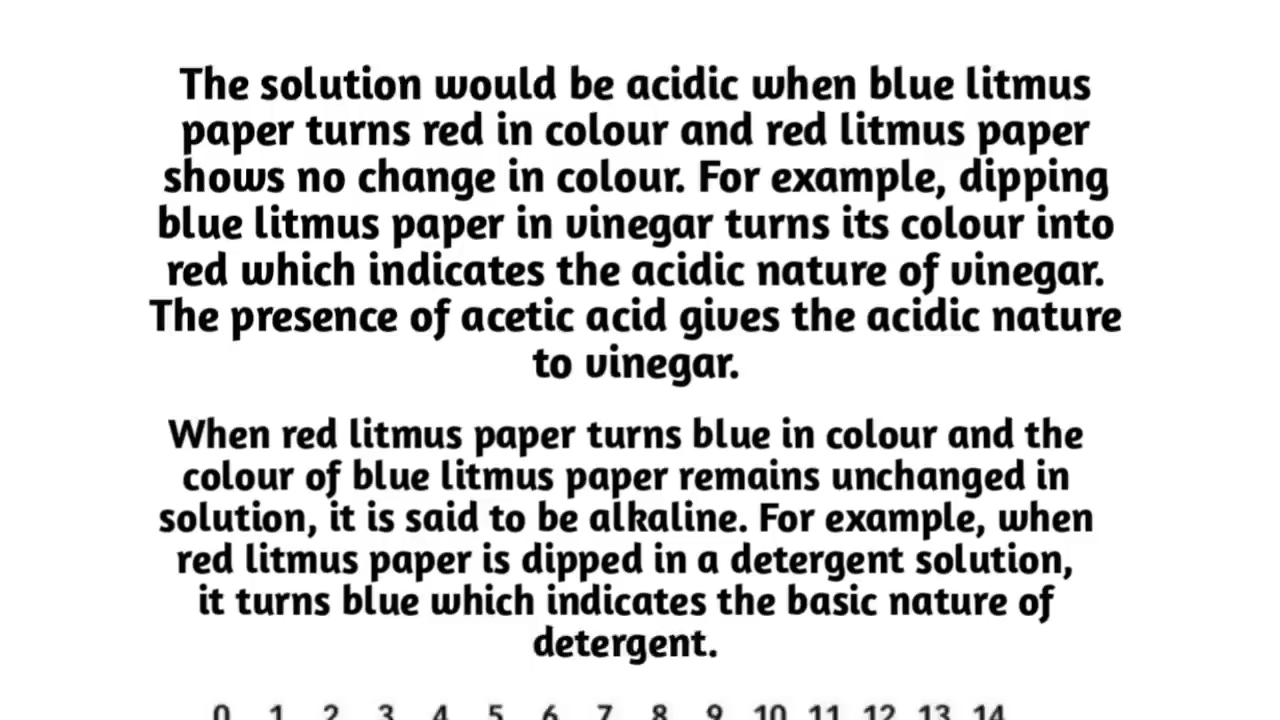 The solution would be acidic when blue litmus
paper turns red in colour and red litmus paper
shows no change in colour. For example, dipping
blue litmus paper in vinegar turns its colour into
red which indicates the acidic nature of vinegar.
The presence of acetic acid gives the acidic nature
to vinegar.
When red litmus paper turns blue in colour and the
colour of blue litmus paper remains unchanged in
solution, it is said to be alkaline. For example, when
red litmus paper is dipped in a detergent solution,
it turns blue which indicates the basic nature of
detergent.
0 1 2 3 4 5 6 7 8 9 10 11 12 13 14